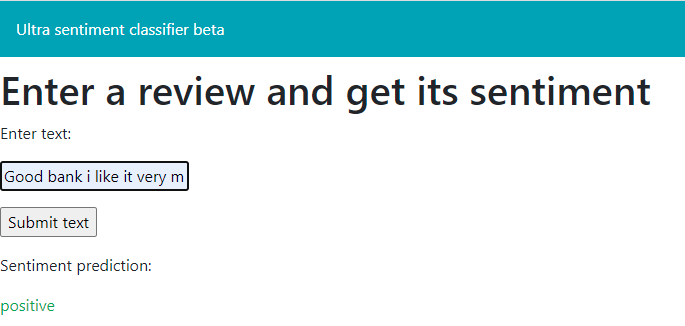 Ultra sentiment classifier beta
Enter a review and get its sentiment
Enter text:
Good bank i like it very m
Submit text
Sentiment prediction:
positive